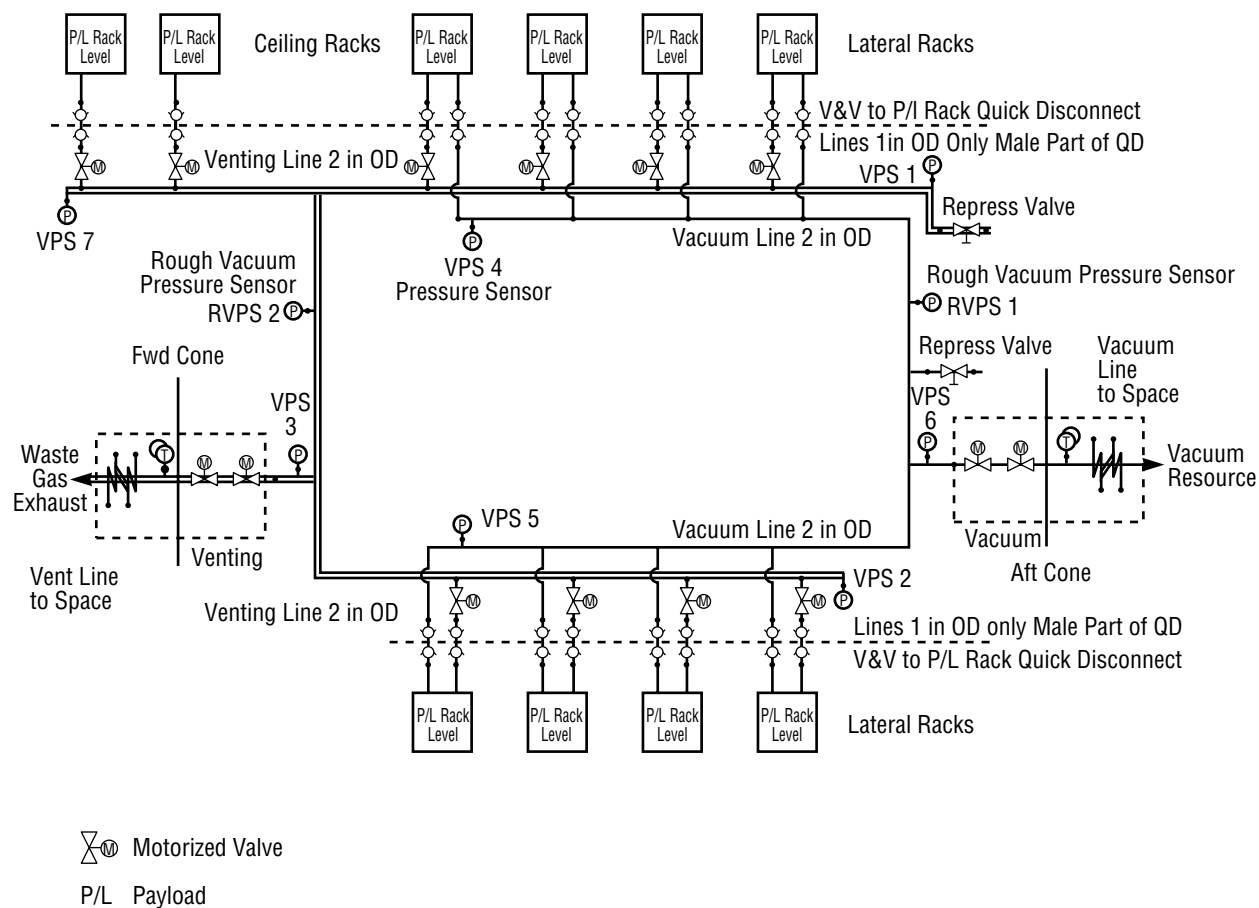 P/L Rack
Level
P/L Rack
Level
Ceiling Racks
P/L Rack
Level
P/L Rack
Level
P/L Rack
Level
P/L Rack
Level
Lateral Racks
V&V to P/l Rack Quick Disconnect
Lines 1in OD Only Male Part of QD
Venting Line 2 in OD
M
M
M
M
M
M
VPS 1
P
P
VPS 7
Repress Valve
Vacuum Line 2 in OD
P
VPS 4
Pressure Sensor
Rough Vacuum
Pressure Sensor
RVPS 2
P
Rough Vacuum Pressure Sensor
P
RVPS 1
Fwd Cone
Repress Valve
Vacuum
Line
to Space
VPS
3
VPS
6
Waste
Gas
Exhaust
T
M
M
P
P
M
M
T
Vacuum
Resource
Venting
Vacuum
Vent Line
to Space
Aft Cone
P
VPS 5
Vacuum Line 2 in OD
VPS 2
P
Venting Line 2 in OD
M
M
M
M
Lines 1 in OD only Male Part of QD
V&V to P/L Rack Quick Disconnect
P/L Rack
Level
P/L Rack
Level
P/L Rack
Level
P/L Rack
Level
Lateral Racks
M
Motorized Valve
P/L Payload